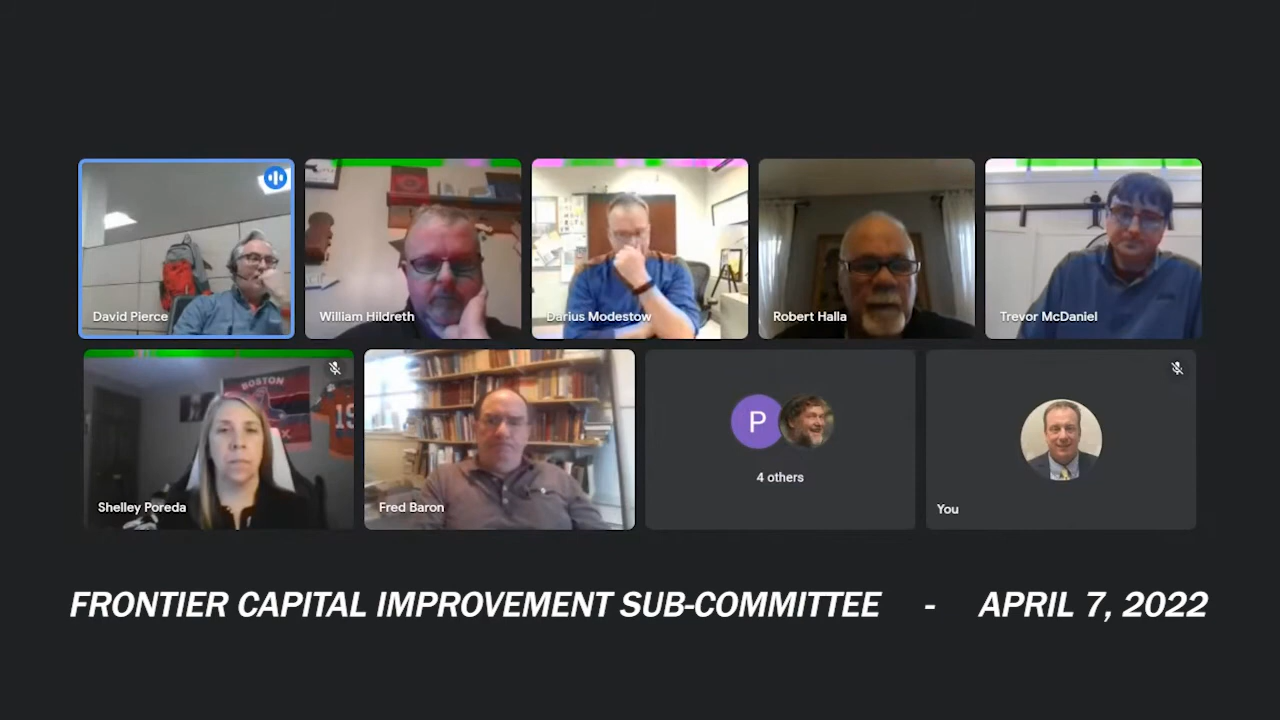 David Pierce
William Hildreth
Darius Modestow
Robert Halla
Trevor McDaniel
BOSTON
19
Shelley Poreda
Fred Baron
P
4 others
You
FRONTIER CAPITAL IMPROVEMENT SUB-COMMITTEE - APRIL 7, 2022